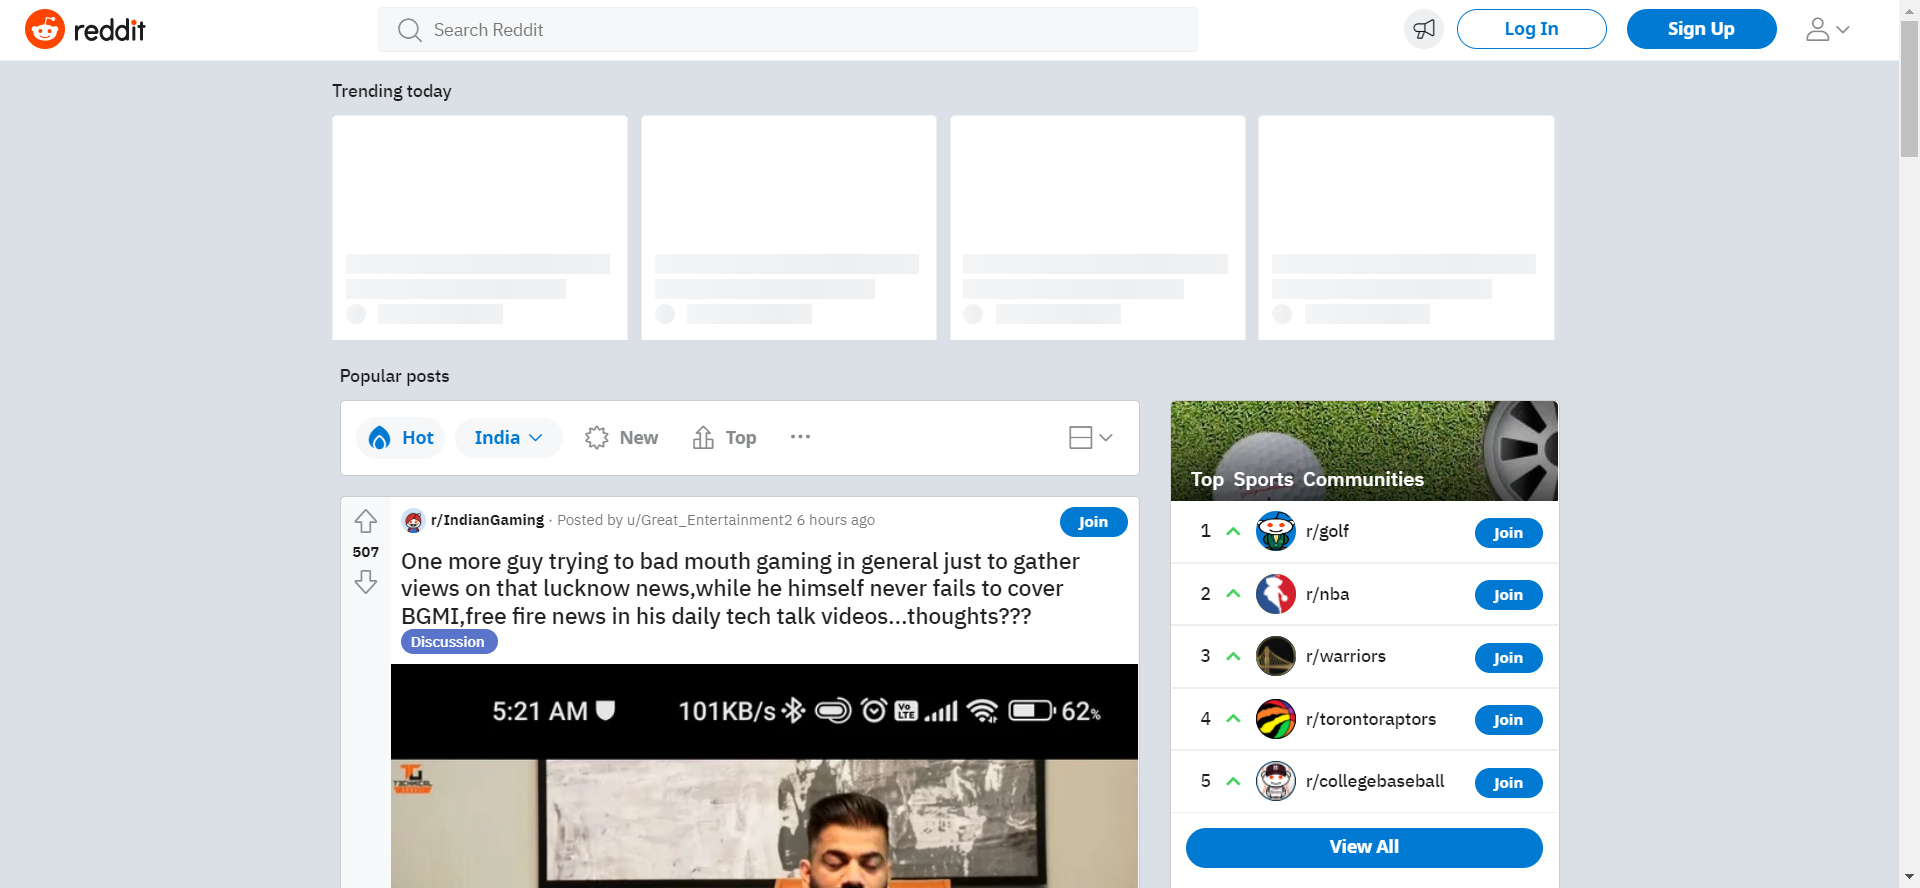 reddit
Search Reddit
Log In
Sign Up
Trending today
Popular posts
Hot
India
New
Top
r/IndianGaming · Posted by u/Great_Entertainment2 6 hours ago
Join
507
One more guy trying to bad mouth gaming in general just to gather
views on that lucknow news,while he himself never fails to cover
BGMI,free fire news in his daily tech talk videos...thoughts???
Discussion
5:21 AM
101KB/s
Vo
LTE
62%
TG
TECHNICAL
Top Sports Communities
1 r/golf Join
2 r/nba Join
3 r/warriors Join
4 r/torontoraptors Join
5 r/collegebaseball Join
View All